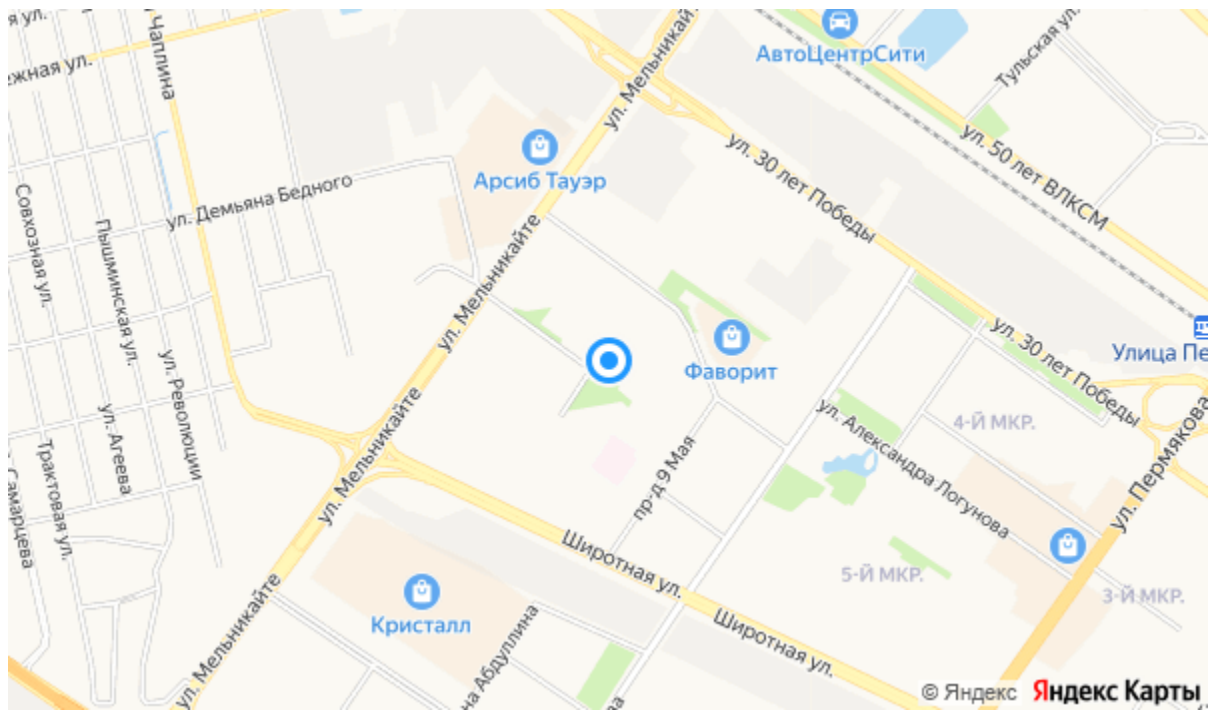 я ул.
ежная ул.
Чаплина
ул. Мельникайте
АвтоЦентрСити
Тульская ул.
ул. 50 лет ВЛКСМ
ул. 30 лет Победы
Арсиб Тауэр
ул. Демьяна Бедного
Совхозная ул.
Пышминская ул.
ул. Революции
ул. Агеева
Трактовая ул.
Самарцева
ул. Мельникайте
Фаворит
ул. 30 лет Победы
Улица Пе
4-Й МКР.
ул. Александра Логунова
ул. Пермякова
ул. Мельникайте
пр-д 9 Мая
Широтная ул.
5-Й МКР.
3-Й МКР.
Кристалл
ул. Мельникайте
на Абдуллина
Широтная ул.
ва
© Яндекс Яндекс Карты